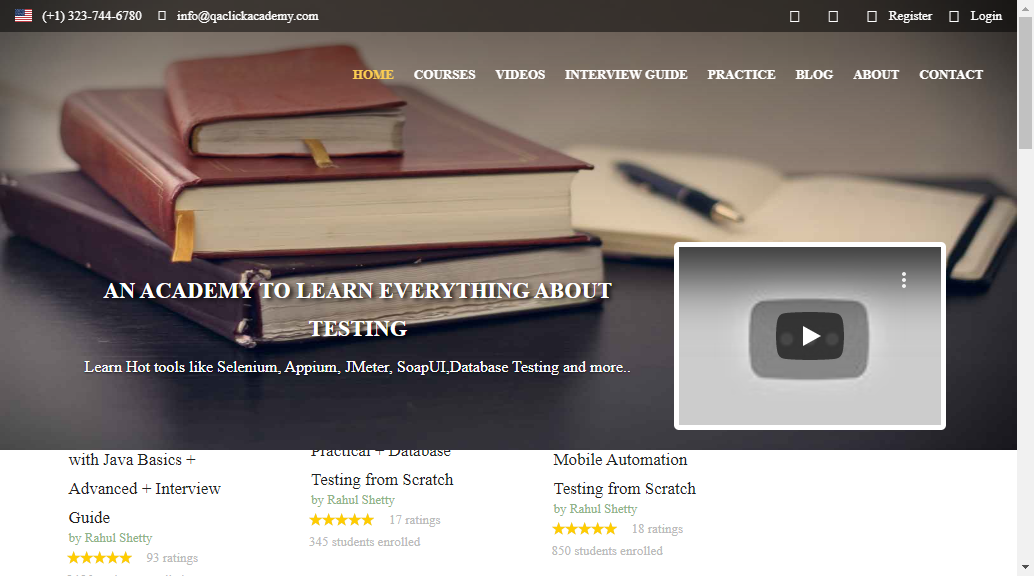 (+1) 323-744-6780 info@qaclickacademy.com Register Login
HOME COURSES VIDEOS INTERVIEW GUIDE PRACTICE BLOG ABOUT CONTACT
AN ACADEMY TO LEARN EVERYTHING ABOUT
TESTING
Learn Hot tools like Selenium, Appium, JMeter, SoapUI,Database Testing and more..
with Java Basics +
Advanced + Interview
Guide
by Rahul Shetty
93 ratings
Practical + Database
Testing from Scratch
by Rahul Shetty
17 ratings
345 students enrolled
Mobile Automation
Testing from Scratch
by Rahul Shetty
18 ratings
850 students enrolled